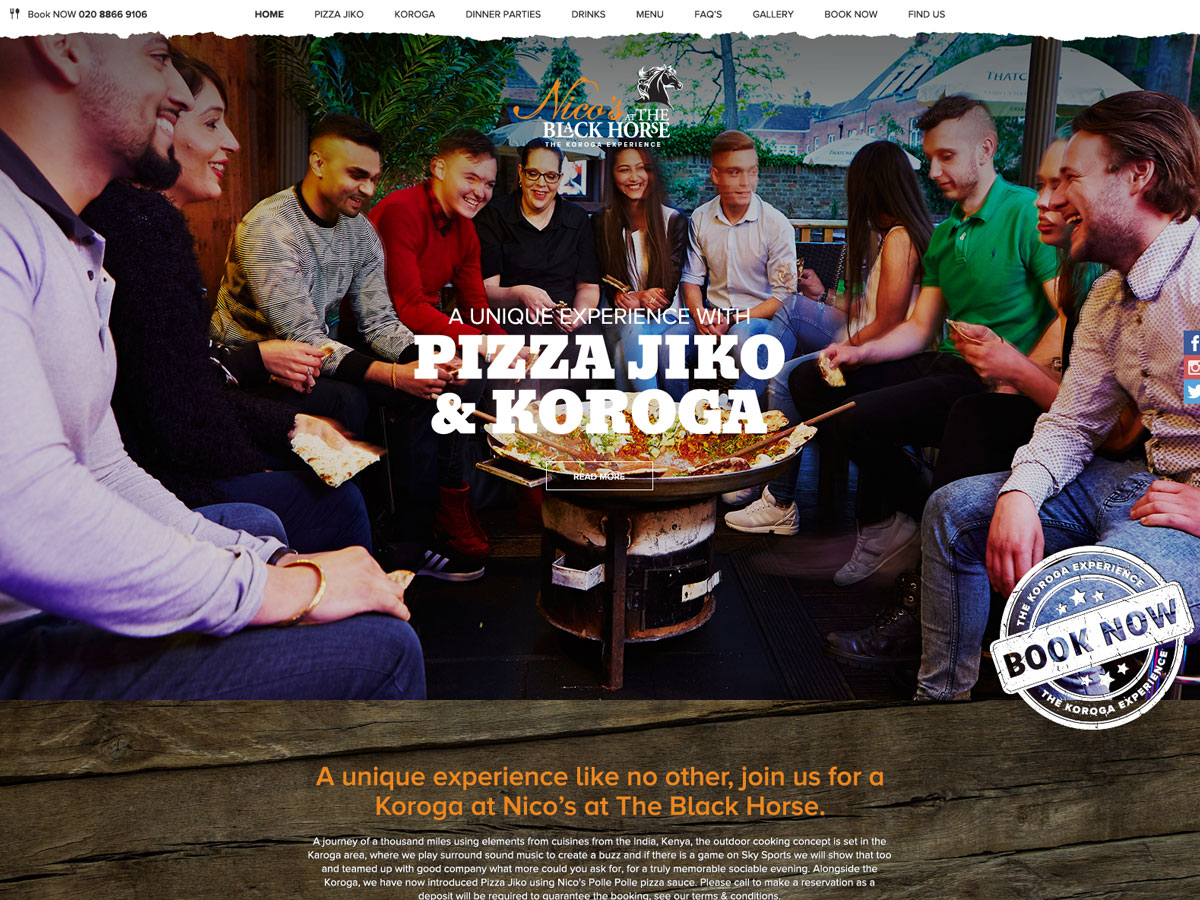 Book NOW 020 8866 9106
HOME PIZZA JIKO KOROGA DINNER PARTIES DRINKS MENU FAQ'S GALLERY BOOK NOW FIND US
THATCHERS
Nico's
AT THE
BLACK HORSE
THE KOROGA EXPERIENCE
A UNIQUE EXPERIENCE WITH
PIZZA JIKO
& KOROGA
READ MORE
THE KOROGA EXPERIENCE
BOOK NOW
THE KOROGA EXPERIENCE
A unique experience like no other, join us for a
Koroga at Nico's at The Black Horse.
A journey of a thousand miles using elements from cuisines from the India, Kenya, the outdoor cooking concept is set in the
Karoga area, where we play surround sound music to create a buzz and if there is a game on Sky Sports we will show that too
and teamed up with good company what more could you ask for, for a truly memorable sociable evening. Alongside the
Koroga, we have now introduced Pizza Jiko using Nico's Polle Polle pizza sauce. Please call to make a reservation as a
deposit will be required to guarantee the booking, see our terms & conditions.